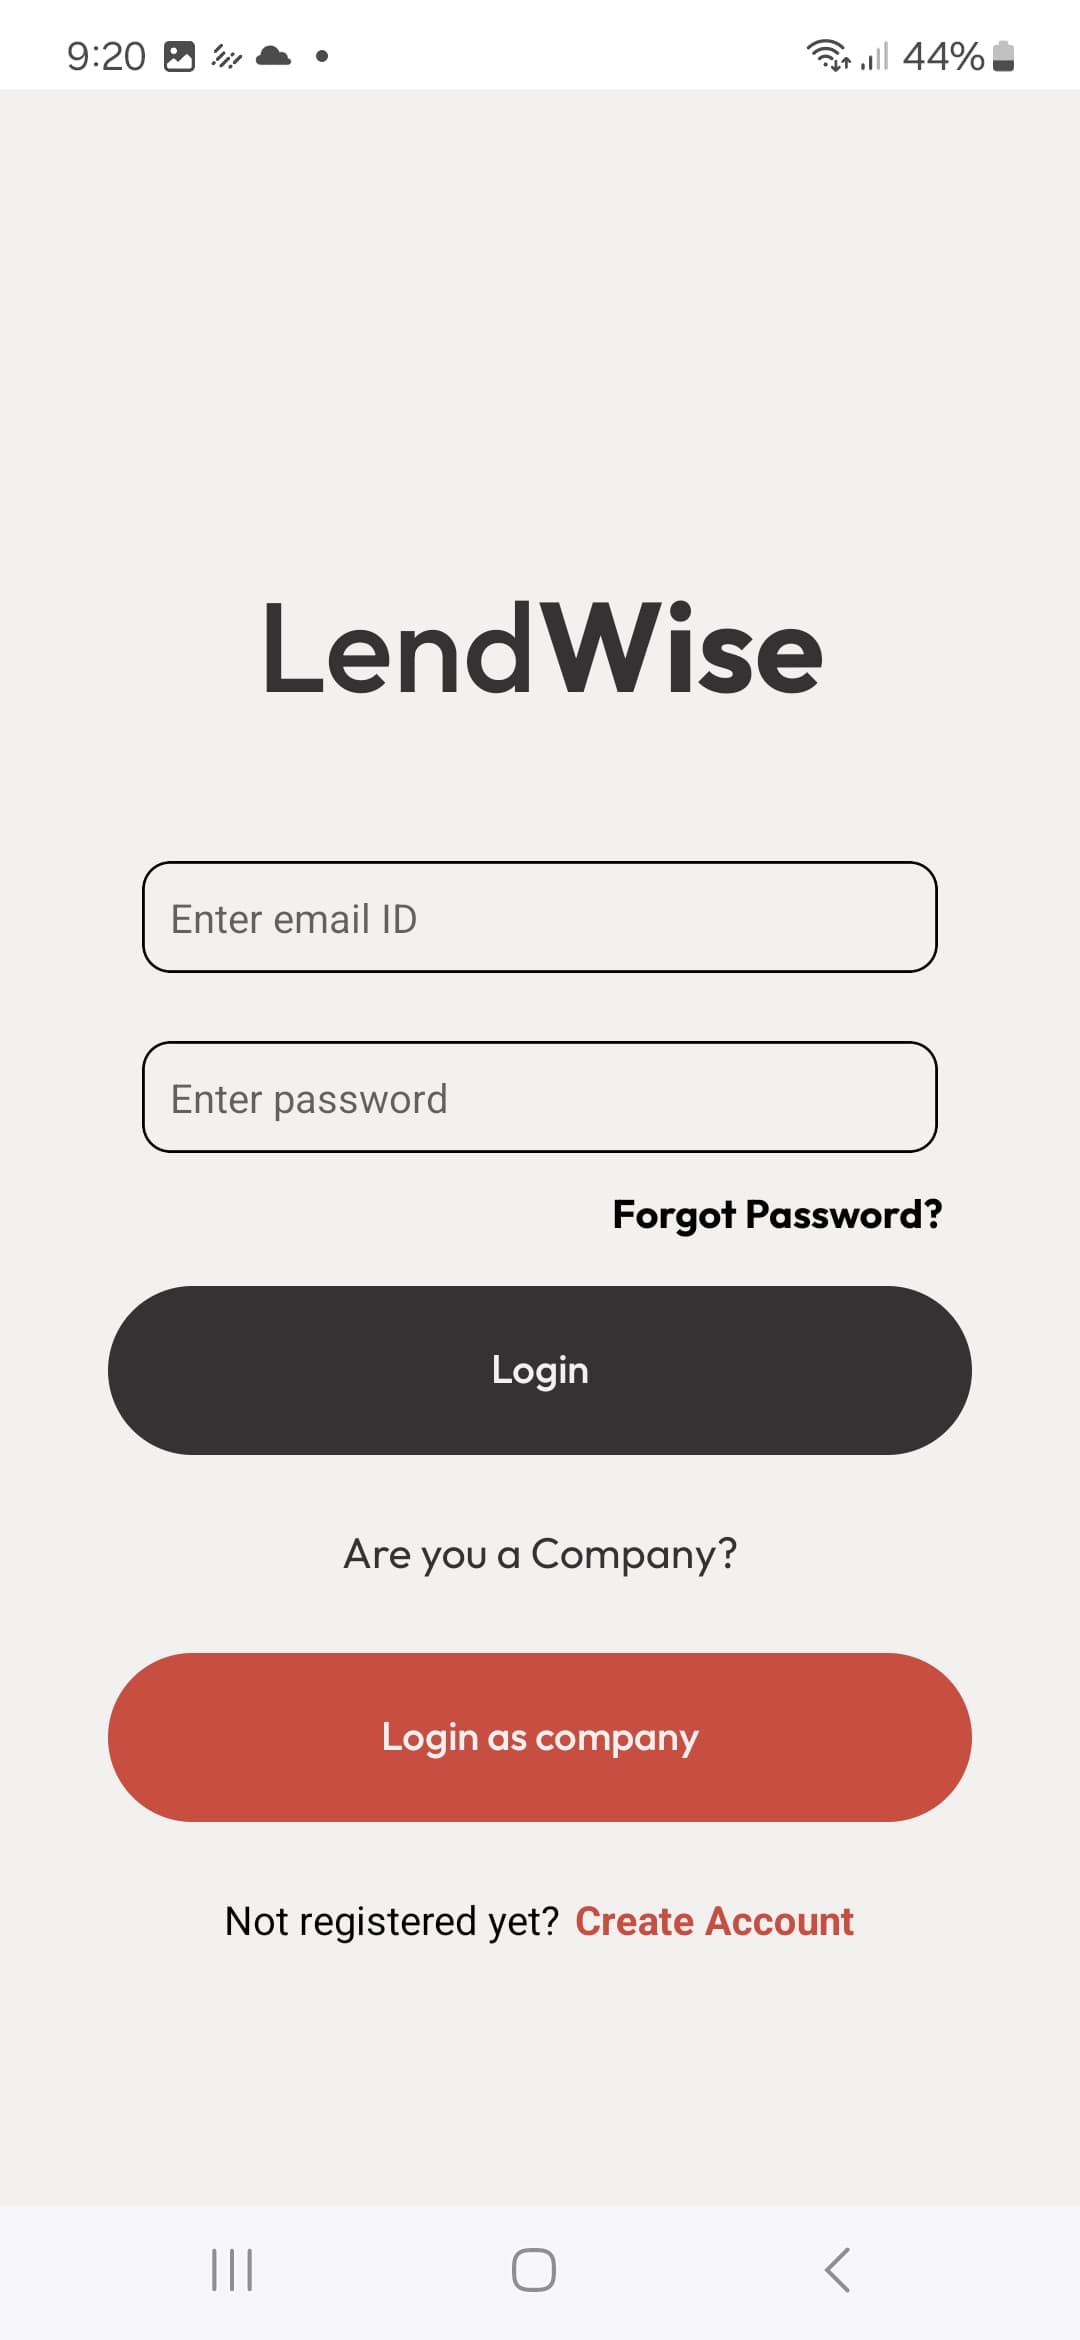 9:20 44%
LendWise
Enter email ID
Enter password
Forgot Password?
Login
Are you a Company?
Login as company
Not registered yet? Create Account